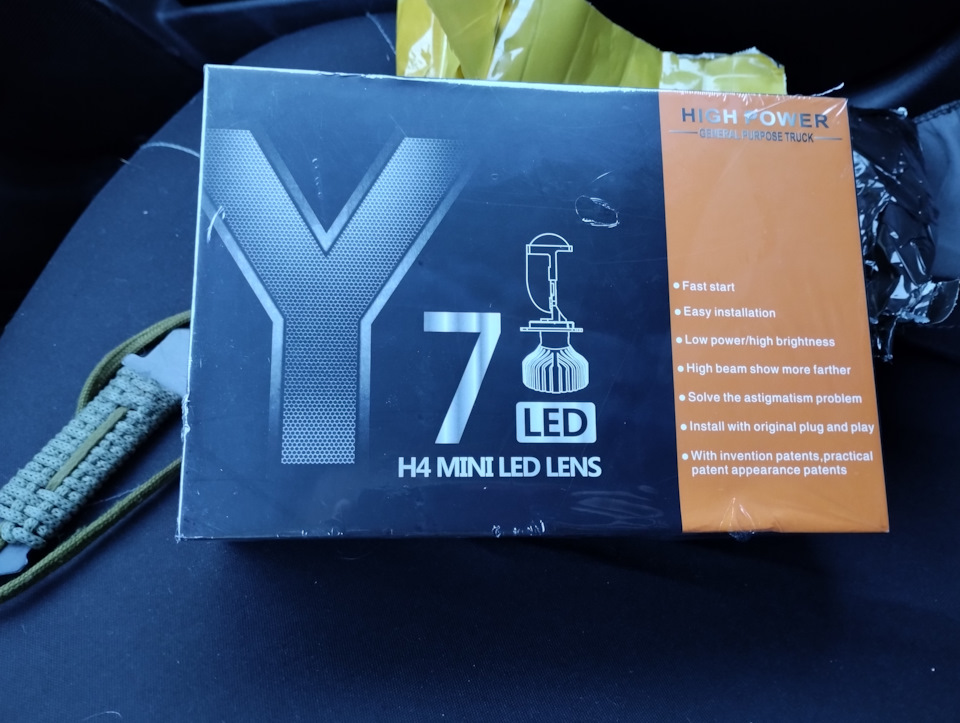 Y
7
LED
H4 MINI LED LENS
HIGH POWER
GENERAL PURPOSE TRUCK
Fast start
Easy installation
Low power/high brightness
High beam show more farther
Solve the astigmatism problem
Install with original plug and play
With invention patents,practical
patent appearance patents